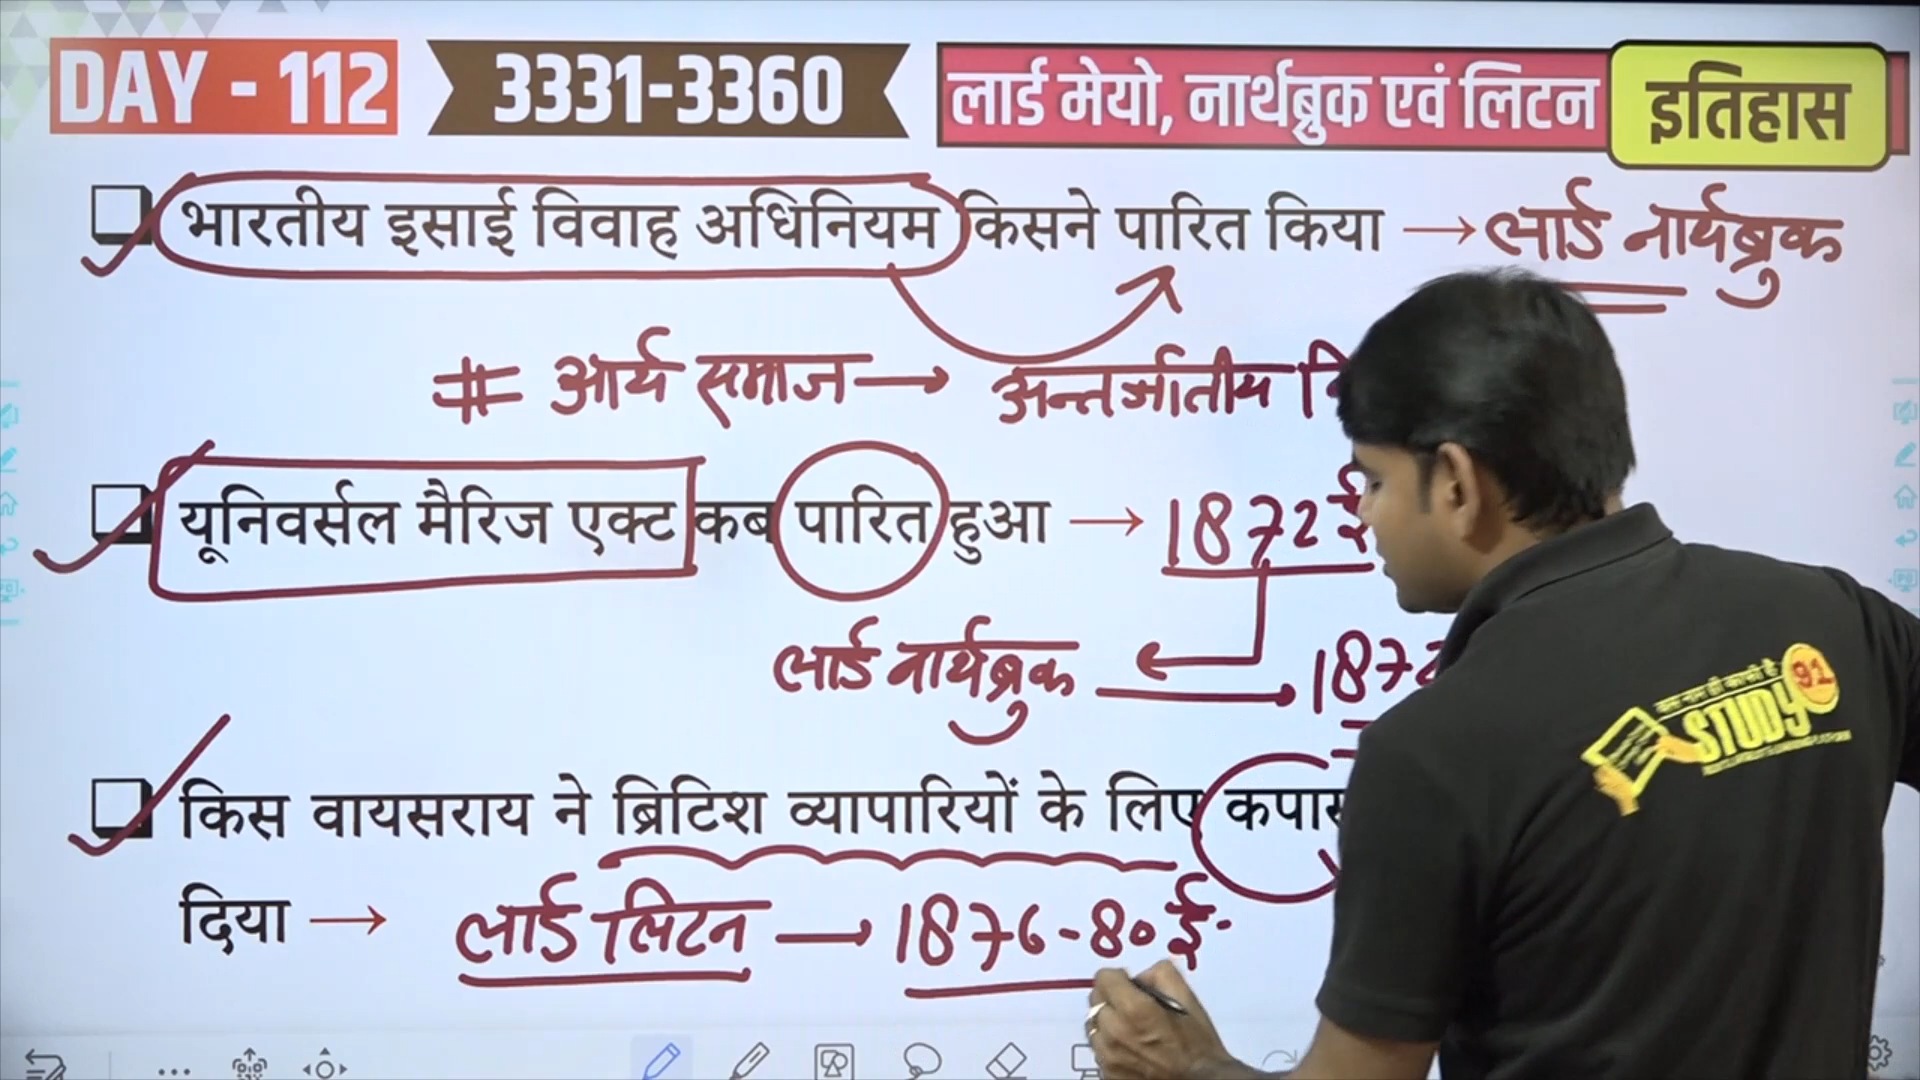 DAY - 112 3331-3360 लार्ड मेयो, नार्थब्रुक एवं लिटन इतिहास
भारतीय इसाई विवाह अधिनियम किसने पारित किया → लार्ड नार्थब्रुक
# आर्य समाज → अन्तर्जातीय
यूनिवर्सल मैरिज एक्ट कब पारित हुआ → 1872 ई
लार्ड नार्थब्रुक → 187
STUDY 91
किस वायसराय ने ब्रिटिश व्यापारियों के लिए
दिया → लार्ड लिटन → 1876-80 ई.